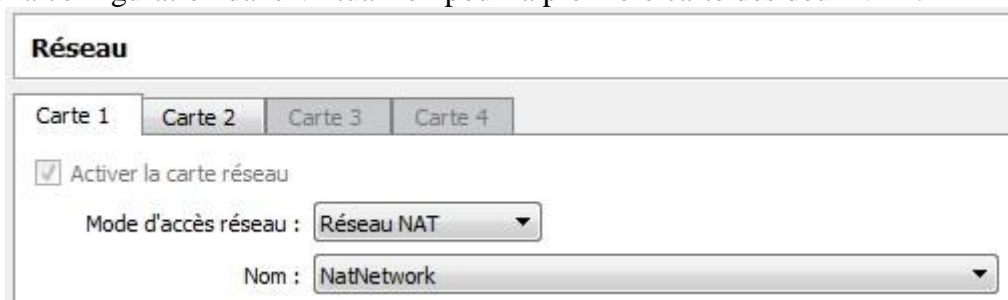 Réseau
Carte 1 Carte 2 Carte 3 Carte 4
Activer la carte réseau
Mode d'accès réseau : Réseau NAT
Nom : NatNetwork